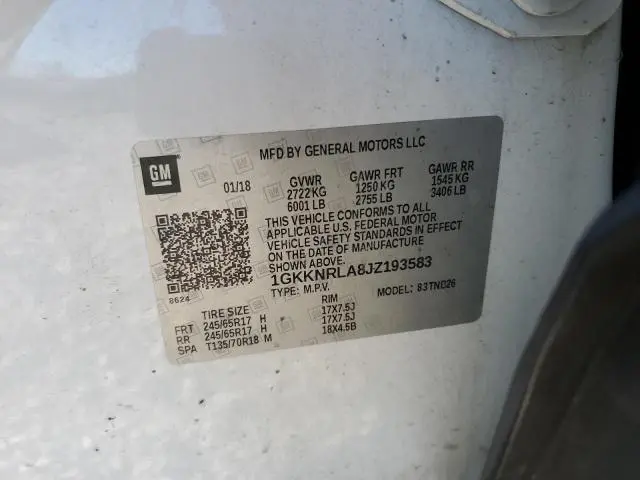 GM
MFD BY GENERAL MOTORS LLC
01/18 GVWR GAWR FRT GAWR RR
2722 KG 1250 KG 1545 KG
6001 LB 2755 LB 3406 LB
THIS VEHICLE CONFORMS TO ALL
APPLICABLE U.S. FEDERAL MOTOR
VEHICLE SAFETY STANDARDS IN EFFECT
ON THE DATE OF MANUFACTURE
SHOWN ABOVE.
1GKKNRLA8JZ193583
8624
TYPE: M.P.V. MODEL: 83TND26
TIRE SIZE RIM
FRT 245/65R17 H 17X7.5J
RR 245/65R17 H 17X7.5J
SPA T135/70R18 M 18X4.5B